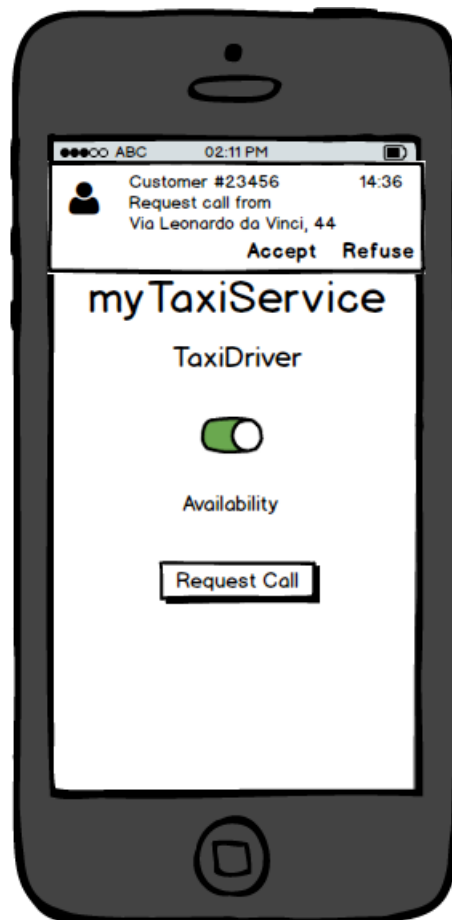 ABC 02:11 PM
Customer #23456 14:36
Request call from
Via Leonardo da Vinci, 44
Accept Refuse
myTaxiService
TaxiDriver
Availability
Request Call